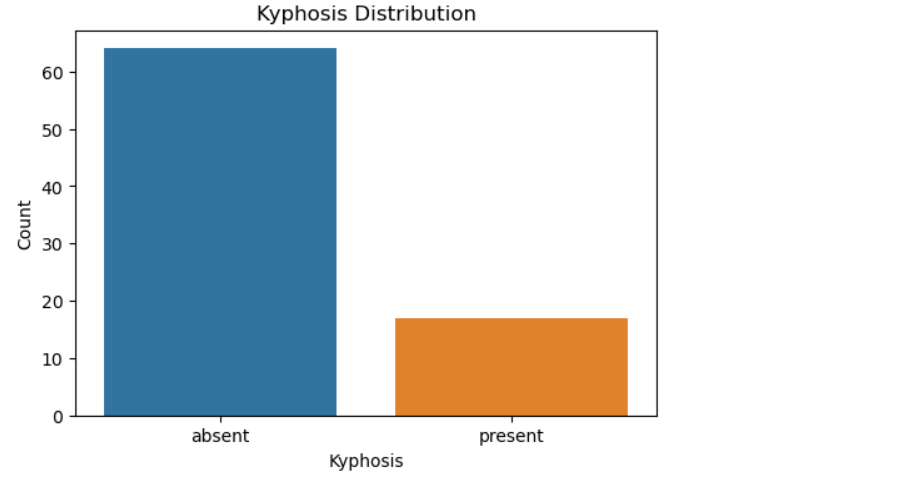 Kyphosis Distribution
60
50
40
30
20
10
0
Count
absent present
Kyphosis